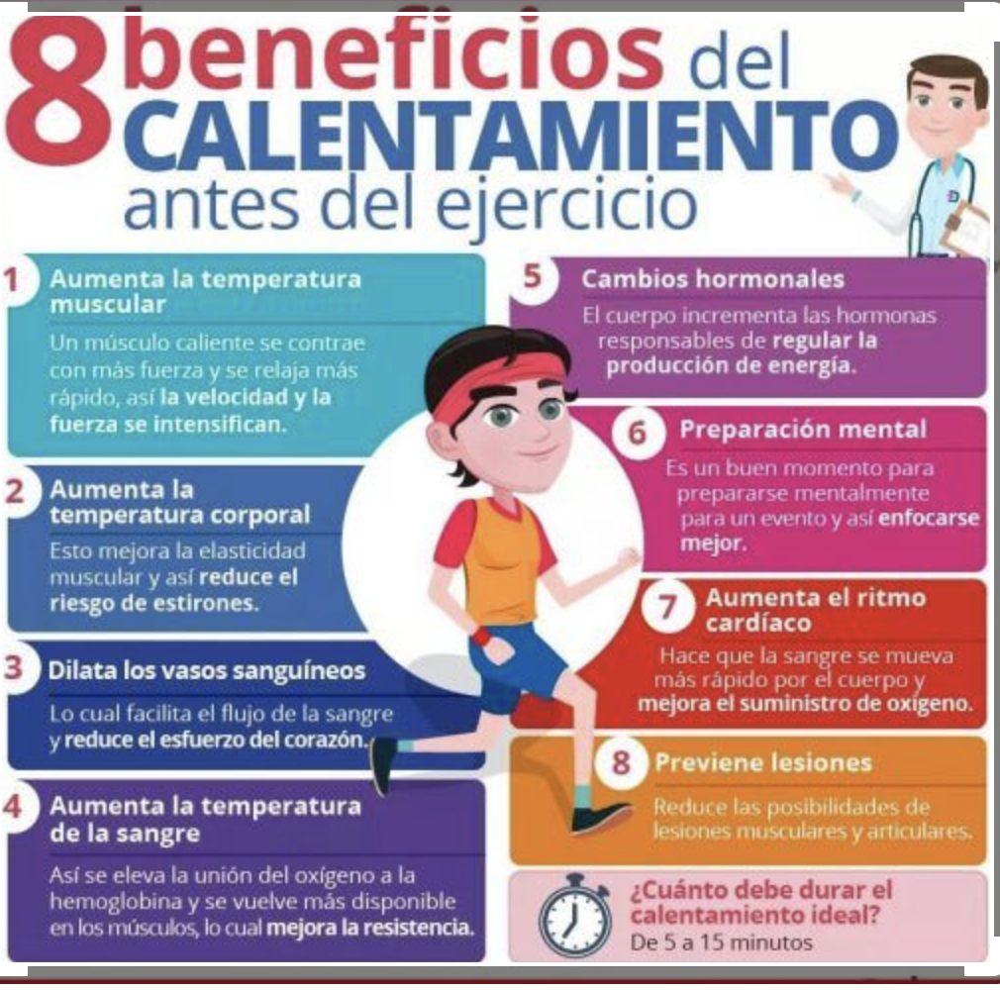 8 beneficios del
CALENTAMIENTO
antes del ejercicio
1
Aumenta la temperatura
muscular
Un músculo caliente se contrae
con más fuerza y se relaja más
rápido, así la velocidad y la
fuerza se intensifican.
2
Aumenta la
temperatura corporal
Esto mejora la elasticidad
muscular y así reduce el
riesgo de estirones.
3
Dilata los vasos sanguíneos
Lo cual facilita el flujo de la sangre
y reduce el esfuerzo del corazón.
4
Aumenta la temperatura
de la sangre
Así se eleva la unión del oxígeno a la
hemoglobina y se vuelve más disponible
en los músculos, lo cual mejora la resistencia.
5
Cambios hormonales
El cuerpo incrementa las hormonas
responsables de regular la
producción de energía.
6
Preparación mental
Es un buen momento para
prepararse mentalmente
para un evento y así enfocarse
mejor.
7
Aumenta el ritmo
cardíaco
Hace que la sangre se mueva
más rápido por el cuerpo y
mejora el suministro de oxígeno.
8
Previene lesiones
Reduce las posibilidades de
lesiones musculares y articulares.
¿Cuánto debe durar el
calentamiento ideal?
De 5 a 15 minutos